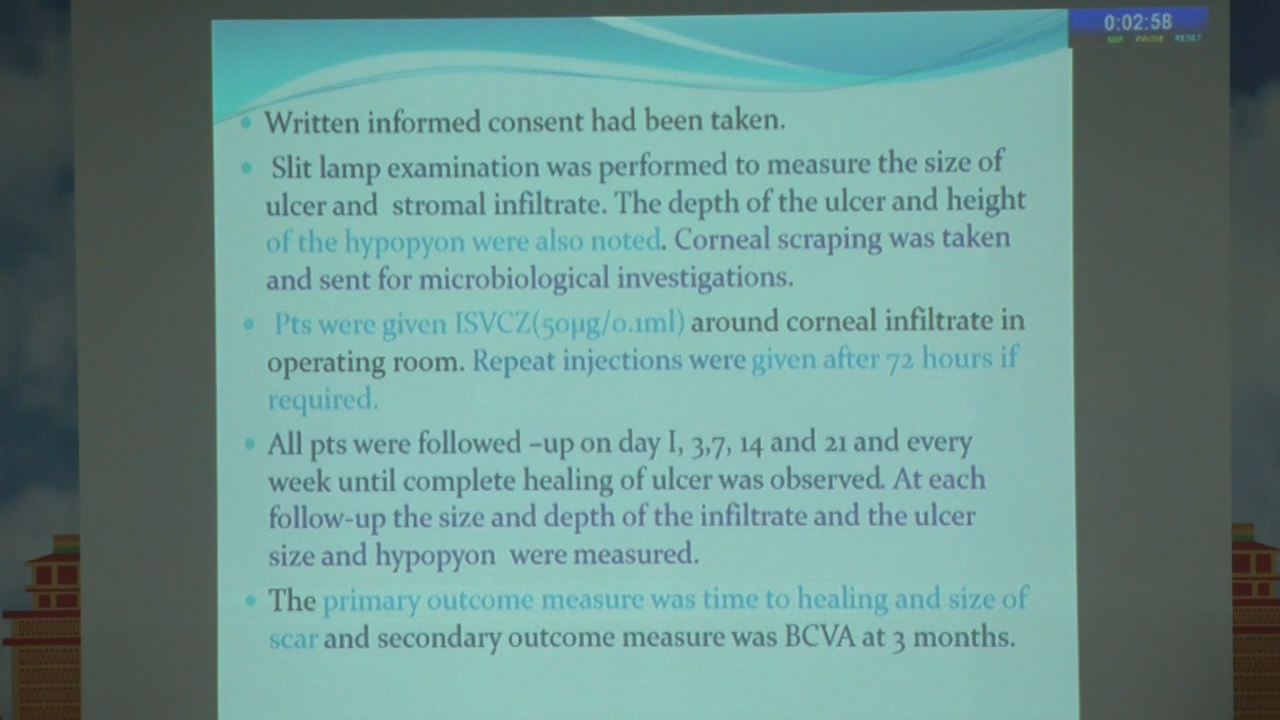 0:02:58
GO! PAUSE RESET
Written informed consent had been taken.
Slit lamp examination was performed to measure the size of
ulcer and stromal infiltrate. The depth of the ulcer and height
of the hypopyon were also noted. Corneal scraping was taken
and sent for microbiological investigations.
Pts were given ISVCZ(50µg/0.1ml) around corneal infiltrate in
operating room. Repeat injections were given after 72 hours if
required.
All pts were followed –up on day I, 3,7, 14 and 21 and every
week until complete healing of ulcer was observed. At each
follow-up the size and depth of the infiltrate and the ulcer
size and hypopyon were measured.
The primary outcome measure was time to healing and size of
scar and secondary outcome measure was BCVA at 3 months.